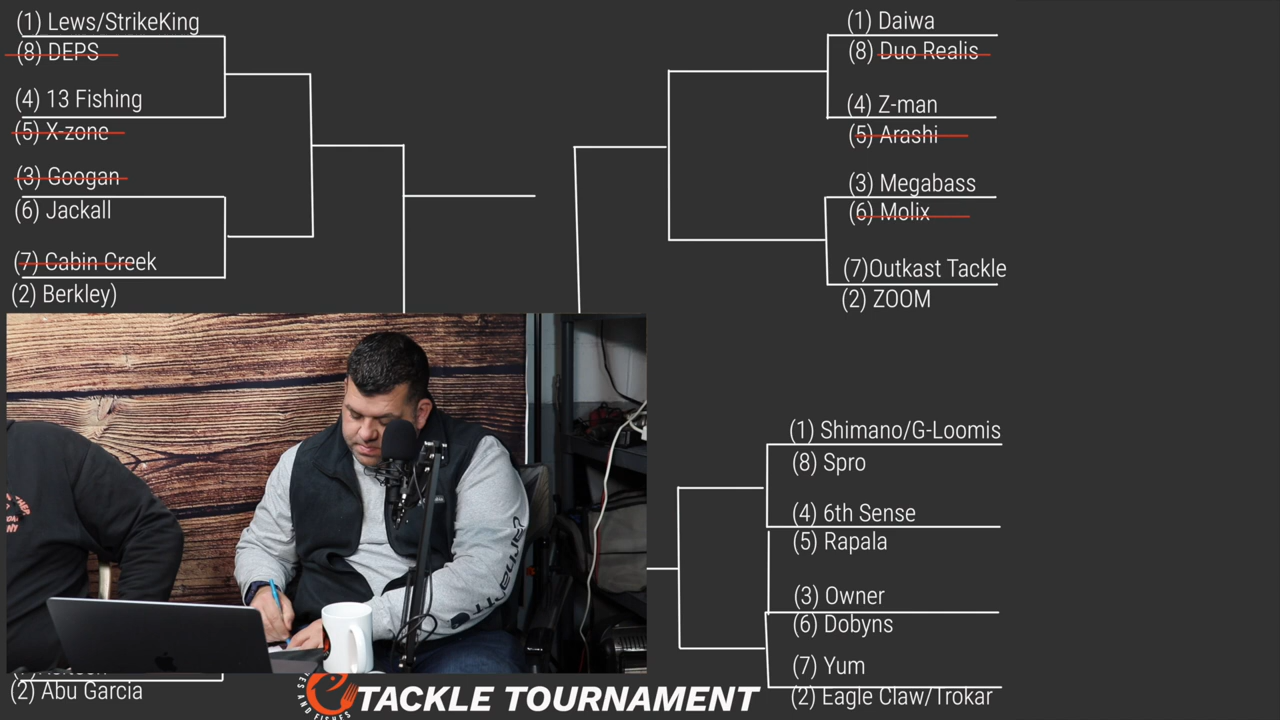 (1) Lews/StrikeKing
(8) DEPS
(4) 13 Fishing
(5) X-zone
(3) Googan
(6) Jackall
(7) Cabin Creek
(2) Berkley)
(1) Daiwa
(8) Duo Realis
(4) Z-man
(5) Arashi
(3) Megabass
(6) Molix
(7)Outkast Tackle
(2) ZOOM
(1) Shimano/G-Loomis
(8) Spro
(4) 6th Sense
(5) Rapala
(3) Owner
(6) Dobyns
(7) Yum
(2) Eagle Claw/Trokar
(2) Abu Garcia
AND FISHES
TACKLE TOURNAMENT